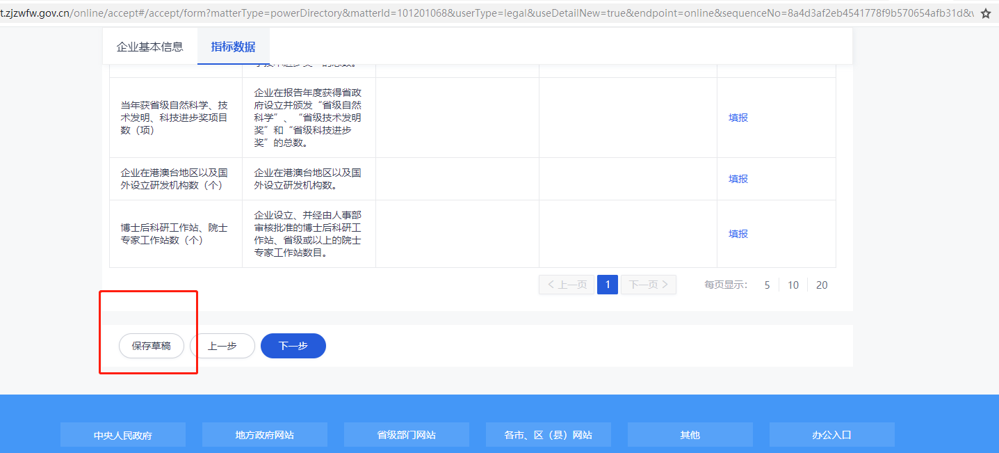 t.zjzwfw.gov.cn/online/accept#/accept/form?matterType=powerDirectory&matterId=101201068&userType=legal&useDetailNew=true&endpoint=online&sequenceNo=8a4d3af2eb4541778f9b570654afb31d&
企业基本信息
指标数据
当年获省级自然科学、技
术发明、科技进步奖项目
数（项）
企业在报告年度获得省政
府设立并颁发“省级自然
科学”、“省级技术发明
奖”和“省级科技进步
奖”的总数。
填报
企业在港澳台地区以及国
外设立研发机构数（个）
企业在港澳台地区以及国
外设立研发机构数。
填报
博士后科研工作站、院士
专家工作站数（个）
企业设立、并经由人事部
审核批准的博士后科研工
作站、省级或以上的院士
专家工作站数目。
填报
上一页
1
下一页
每页显示：
5
10
20
保存草稿
上一步
下一步
中央人民政府
地方政府网站
省级部门网站
各市、区（县）网站
其他
办公入口